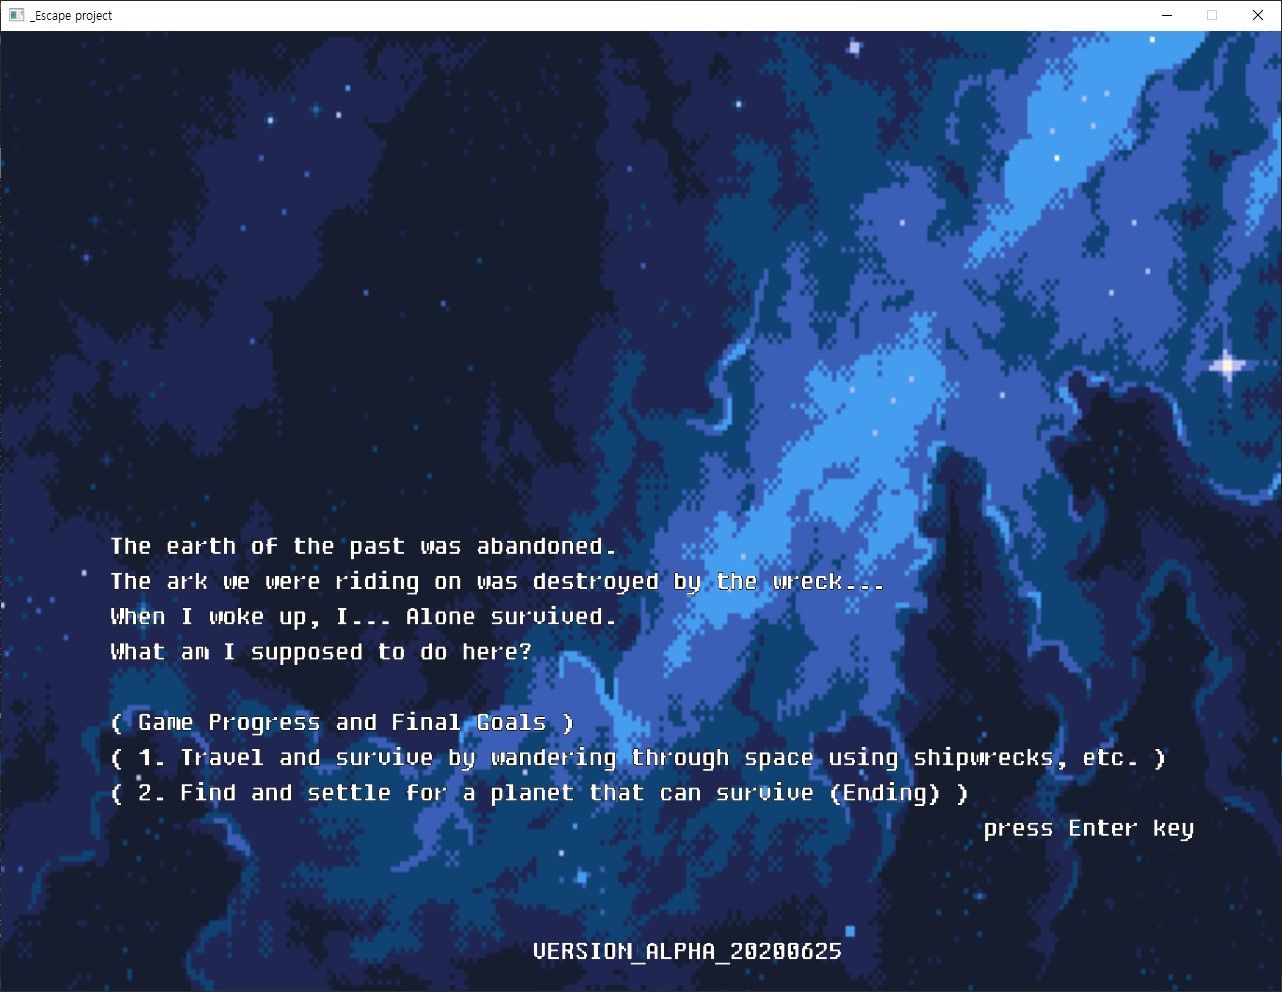 _Escape project
The earth of the past was abandoned.
The ark we were riding on was destroyed by the wreck...
When I woke up, I... Alone survived.
What am I supposed to do here?
( Game Progress and Final Goals )
( 1. Travel and survive by wandering through space using shipwrecks, etc. )
( 2. Find and settle for a planet that can survive (Ending) )
press Enter key
VERSION_ALPHA_20200625